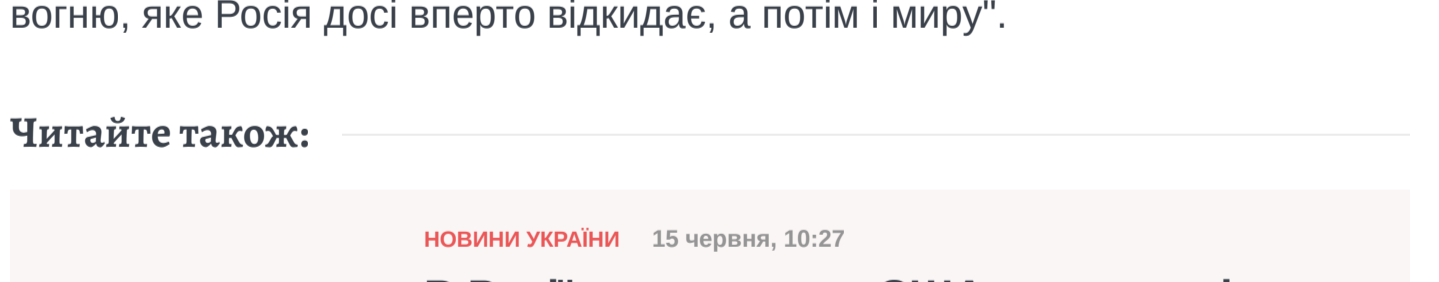 вогню, яке Росія досі вперто відкидає, а потім і миру".
Читайте також:
НОВИНИ УКРАЇНИ 15 червня, 10:27